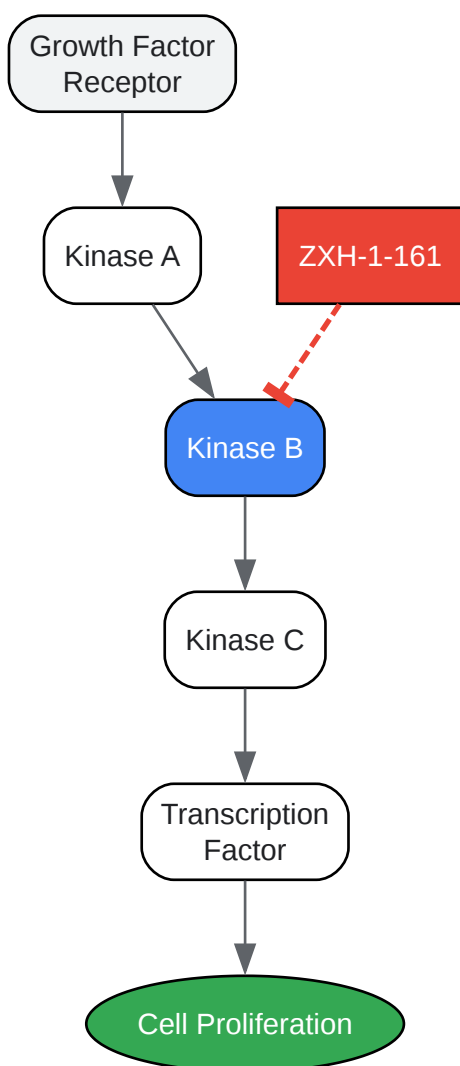 Growth Factor
Receptor
Kinase A
ZXH-1-161
Kinase B
Kinase C
Transcription
Factor
Cell Proliferation